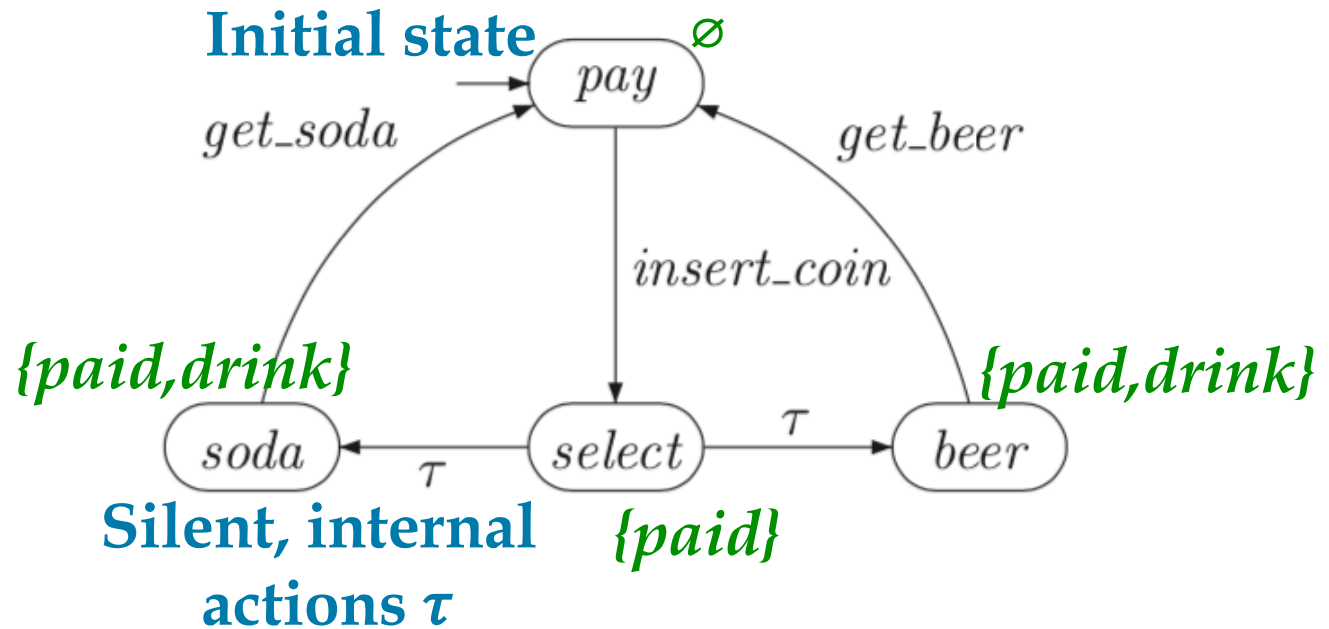 Initial state
∅
pay
get_soda
get_beer
insert_coin
{paid,drink}
{paid,drink}
soda
τ
select
τ
beer
Silent, internal
actions τ
{paid}